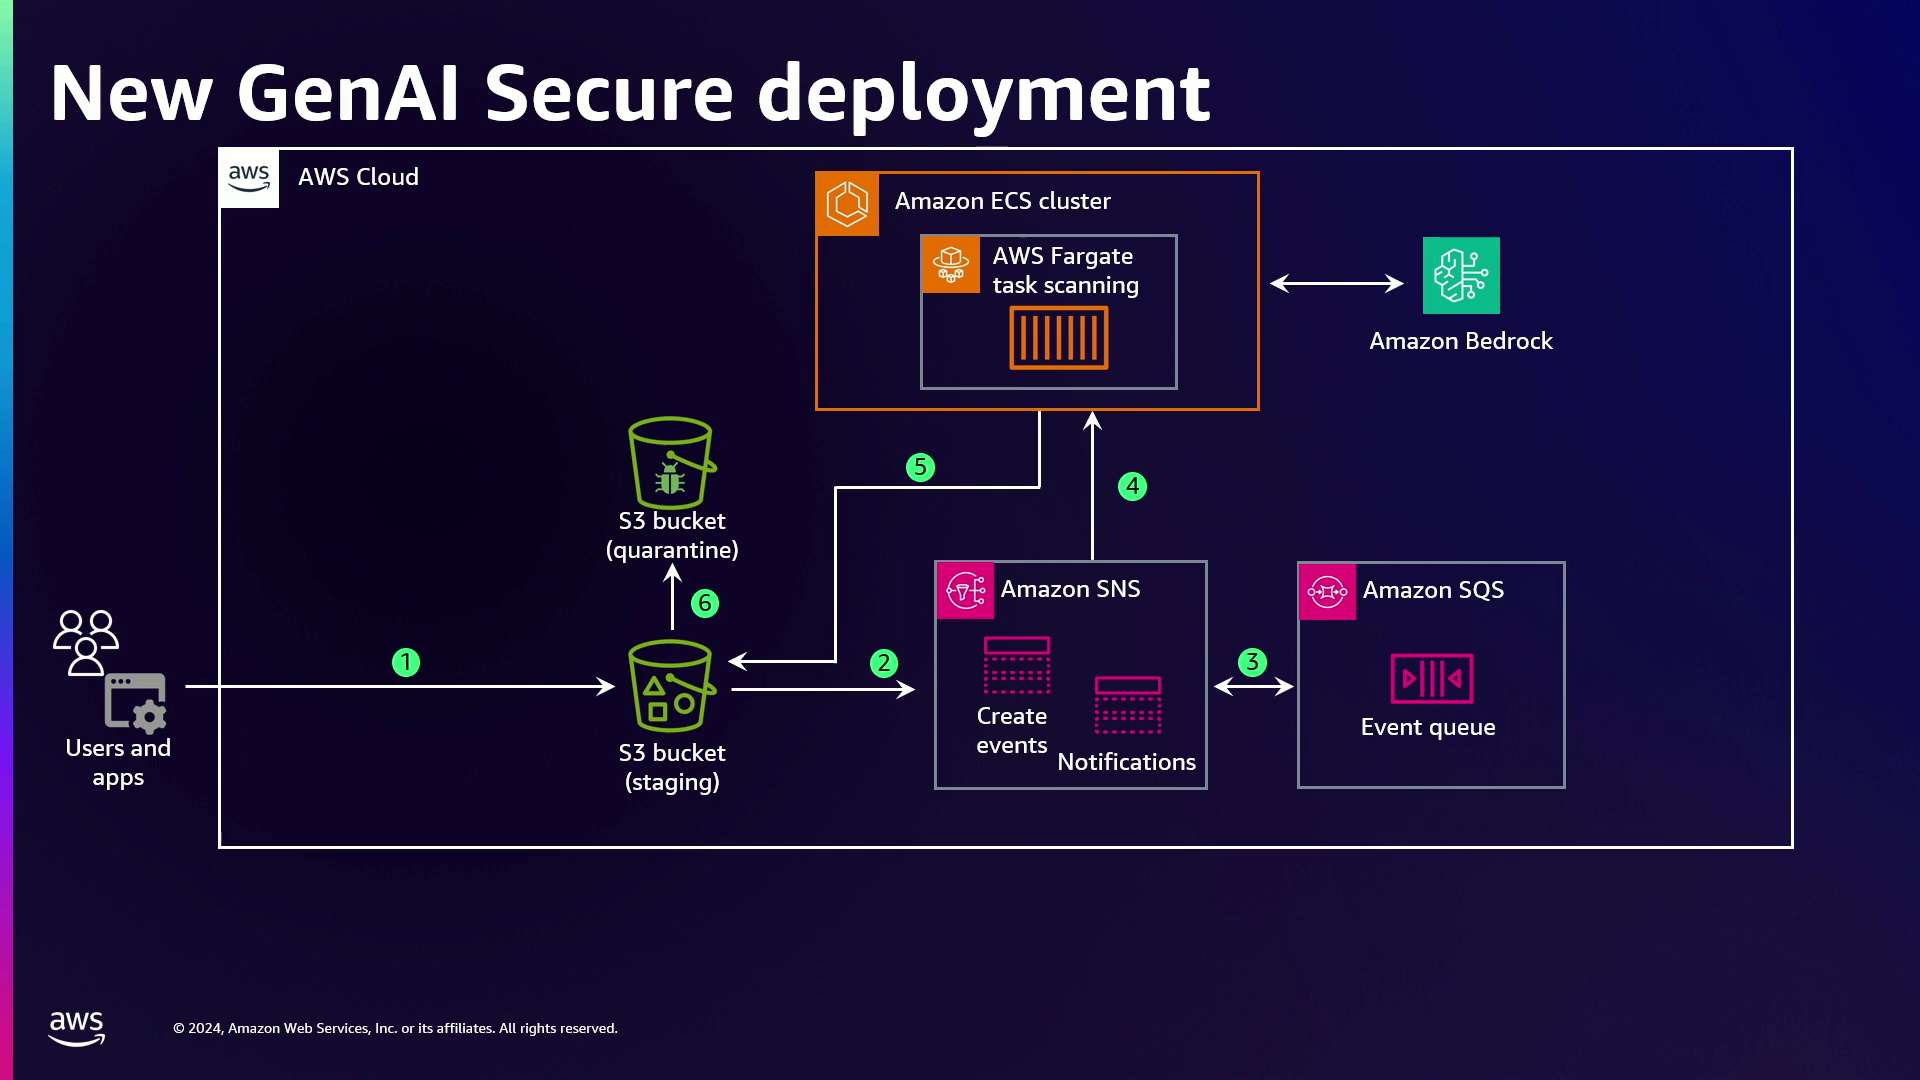 New GenAI Secure deployment
aws
AWS Cloud
Amazon ECS cluster
AWS Fargate
task scanning
Amazon Bedrock
S3 bucket
(quarantine)
5
4
6
Amazon SNS
Amazon SQS
1
2
3
Create
events
Notifications
Event queue
Users and
apps
S3 bucket
(staging)
aws
© 2024, Amazon Web Services, Inc. or its affiliates. All rights reserved.